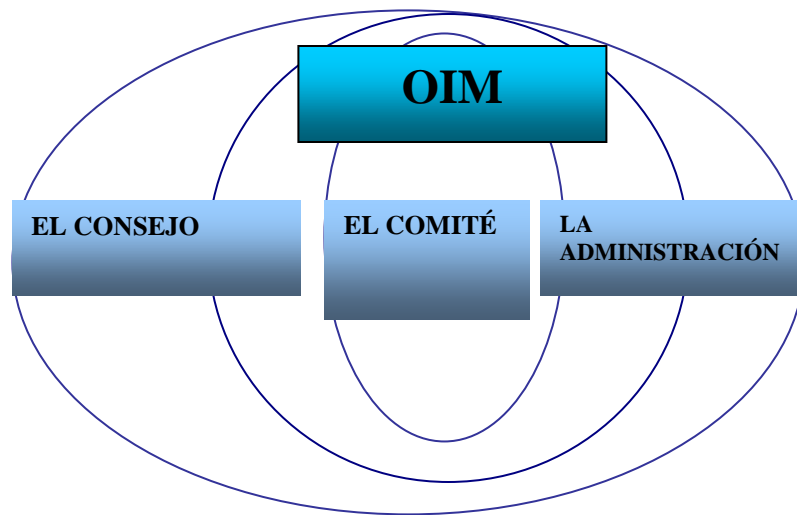 OIM
EL CONSEJO
EL COMITÉ
LA
ADMINISTRACIÓN